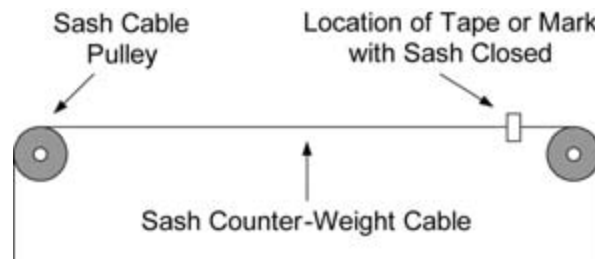 Sash Cable
Pulley
Location of Tape or Mark
with Sash Closed
Sash Counter-Weight Cable